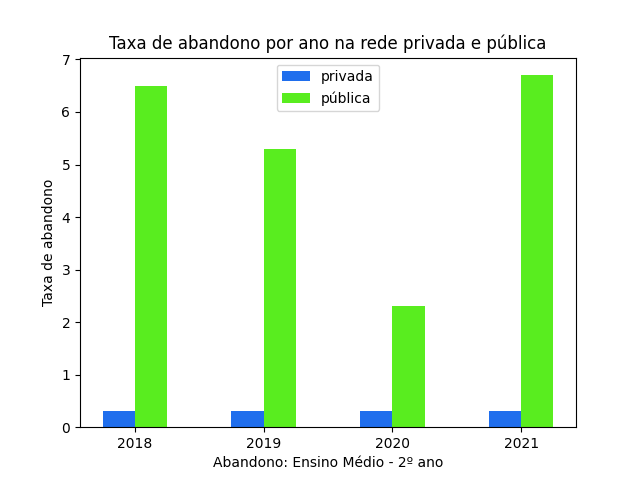 Taxa de abandono por ano na rede privada e pública
privada
pública
Taxa de abandono
7
6
5
4
3
2
1
0
2018 2019 2020 2021
Abandono: Ensino Médio - 2º ano